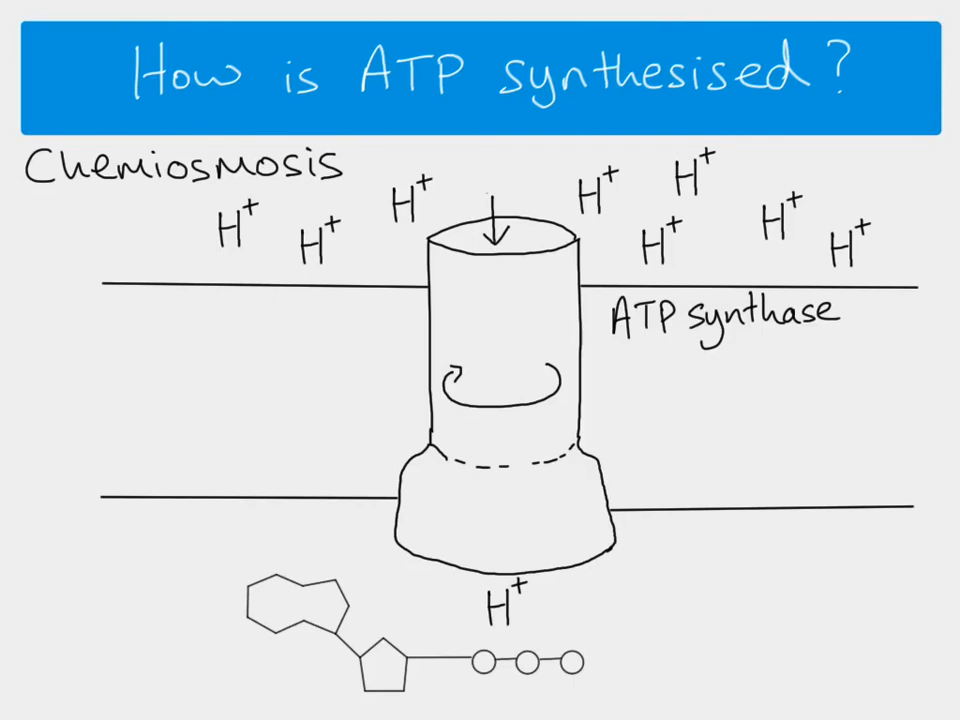 How is ATP synthesised?
Chemiosmosis
H⁺ H⁺ H⁺ H⁺ H⁺ H⁺ H⁺ H⁺
ATP synthase
H⁺